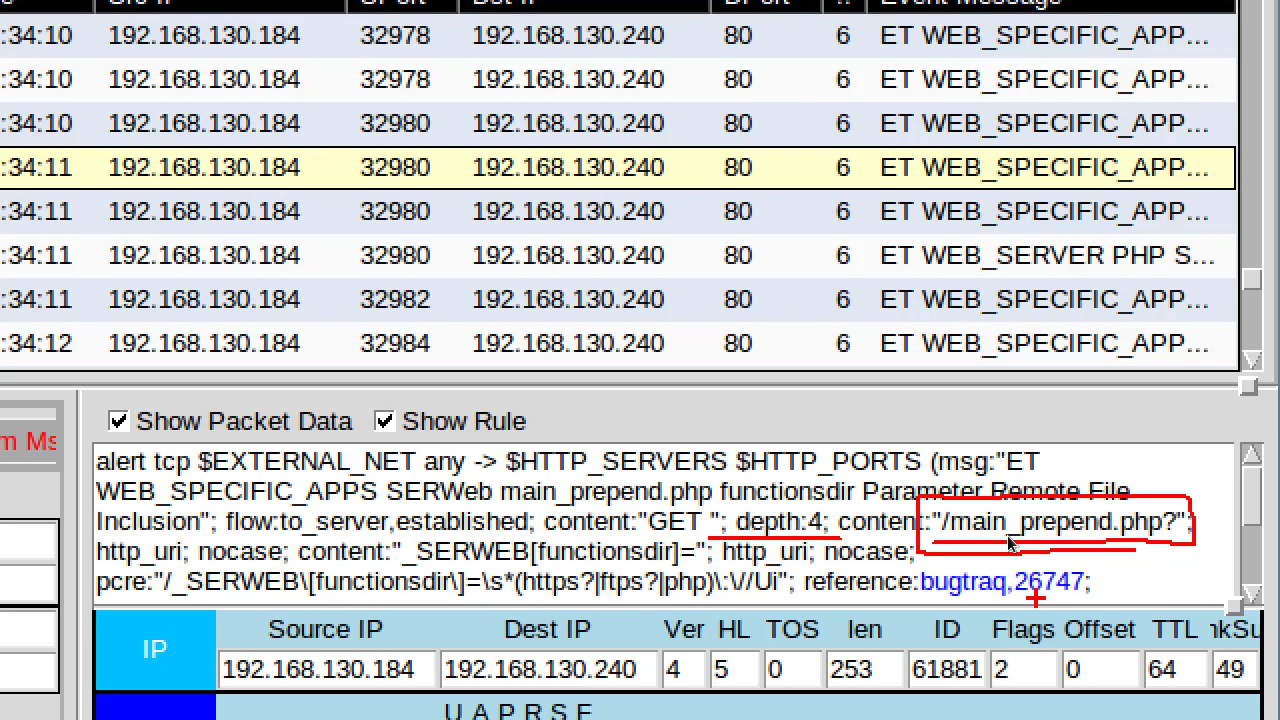 :34:10 192.168.130.184 32978 192.168.130.240 80 6 ET WEB_SPECIFIC_APP...
:34:10 192.168.130.184 32978 192.168.130.240 80 6 ET WEB_SPECIFIC_APP...
:34:10 192.168.130.184 32980 192.168.130.240 80 6 ET WEB_SPECIFIC_APP...
:34:11 192.168.130.184 32980 192.168.130.240 80 6 ET WEB_SPECIFIC_APP...
:34:11 192.168.130.184 32980 192.168.130.240 80 6 ET WEB_SPECIFIC_APP...
:34:11 192.168.130.184 32980 192.168.130.240 80 6 ET WEB_SERVER PHP S...
:34:11 192.168.130.184 32982 192.168.130.240 80 6 ET WEB_SPECIFIC_APP...
:34:12 192.168.130.184 32984 192.168.130.240 80 6 ET WEB_SPECIFIC_APP...
m Ms
Show Packet Data Show Rule
alert tcp $EXTERNAL_NET any -> $HTTP_SERVERS $HTTP_PORTS (msg:"ET
WEB_SPECIFIC_APPS SERWeb main_prepend.php functionsdir Parameter Remote File
Inclusion"; flow:to_server,established; content:"GET "; depth:4; content:"/main_prepend.php?";
http_uri; nocase; content:"_SERWEB[functionsdir]="; http_uri; nocase;
pcre:"/_SERWEB\[functionsdir\]=\s*(https?|ftps?|php)\:\//Ui"; reference:bugtraq,26747;
IP Source IP Dest IP Ver HL TOS len ID Flags Offset TTL
192.168.130.184 192.168.130.240 4 5 0 253 61881 2 0 64 49
U A P R S F